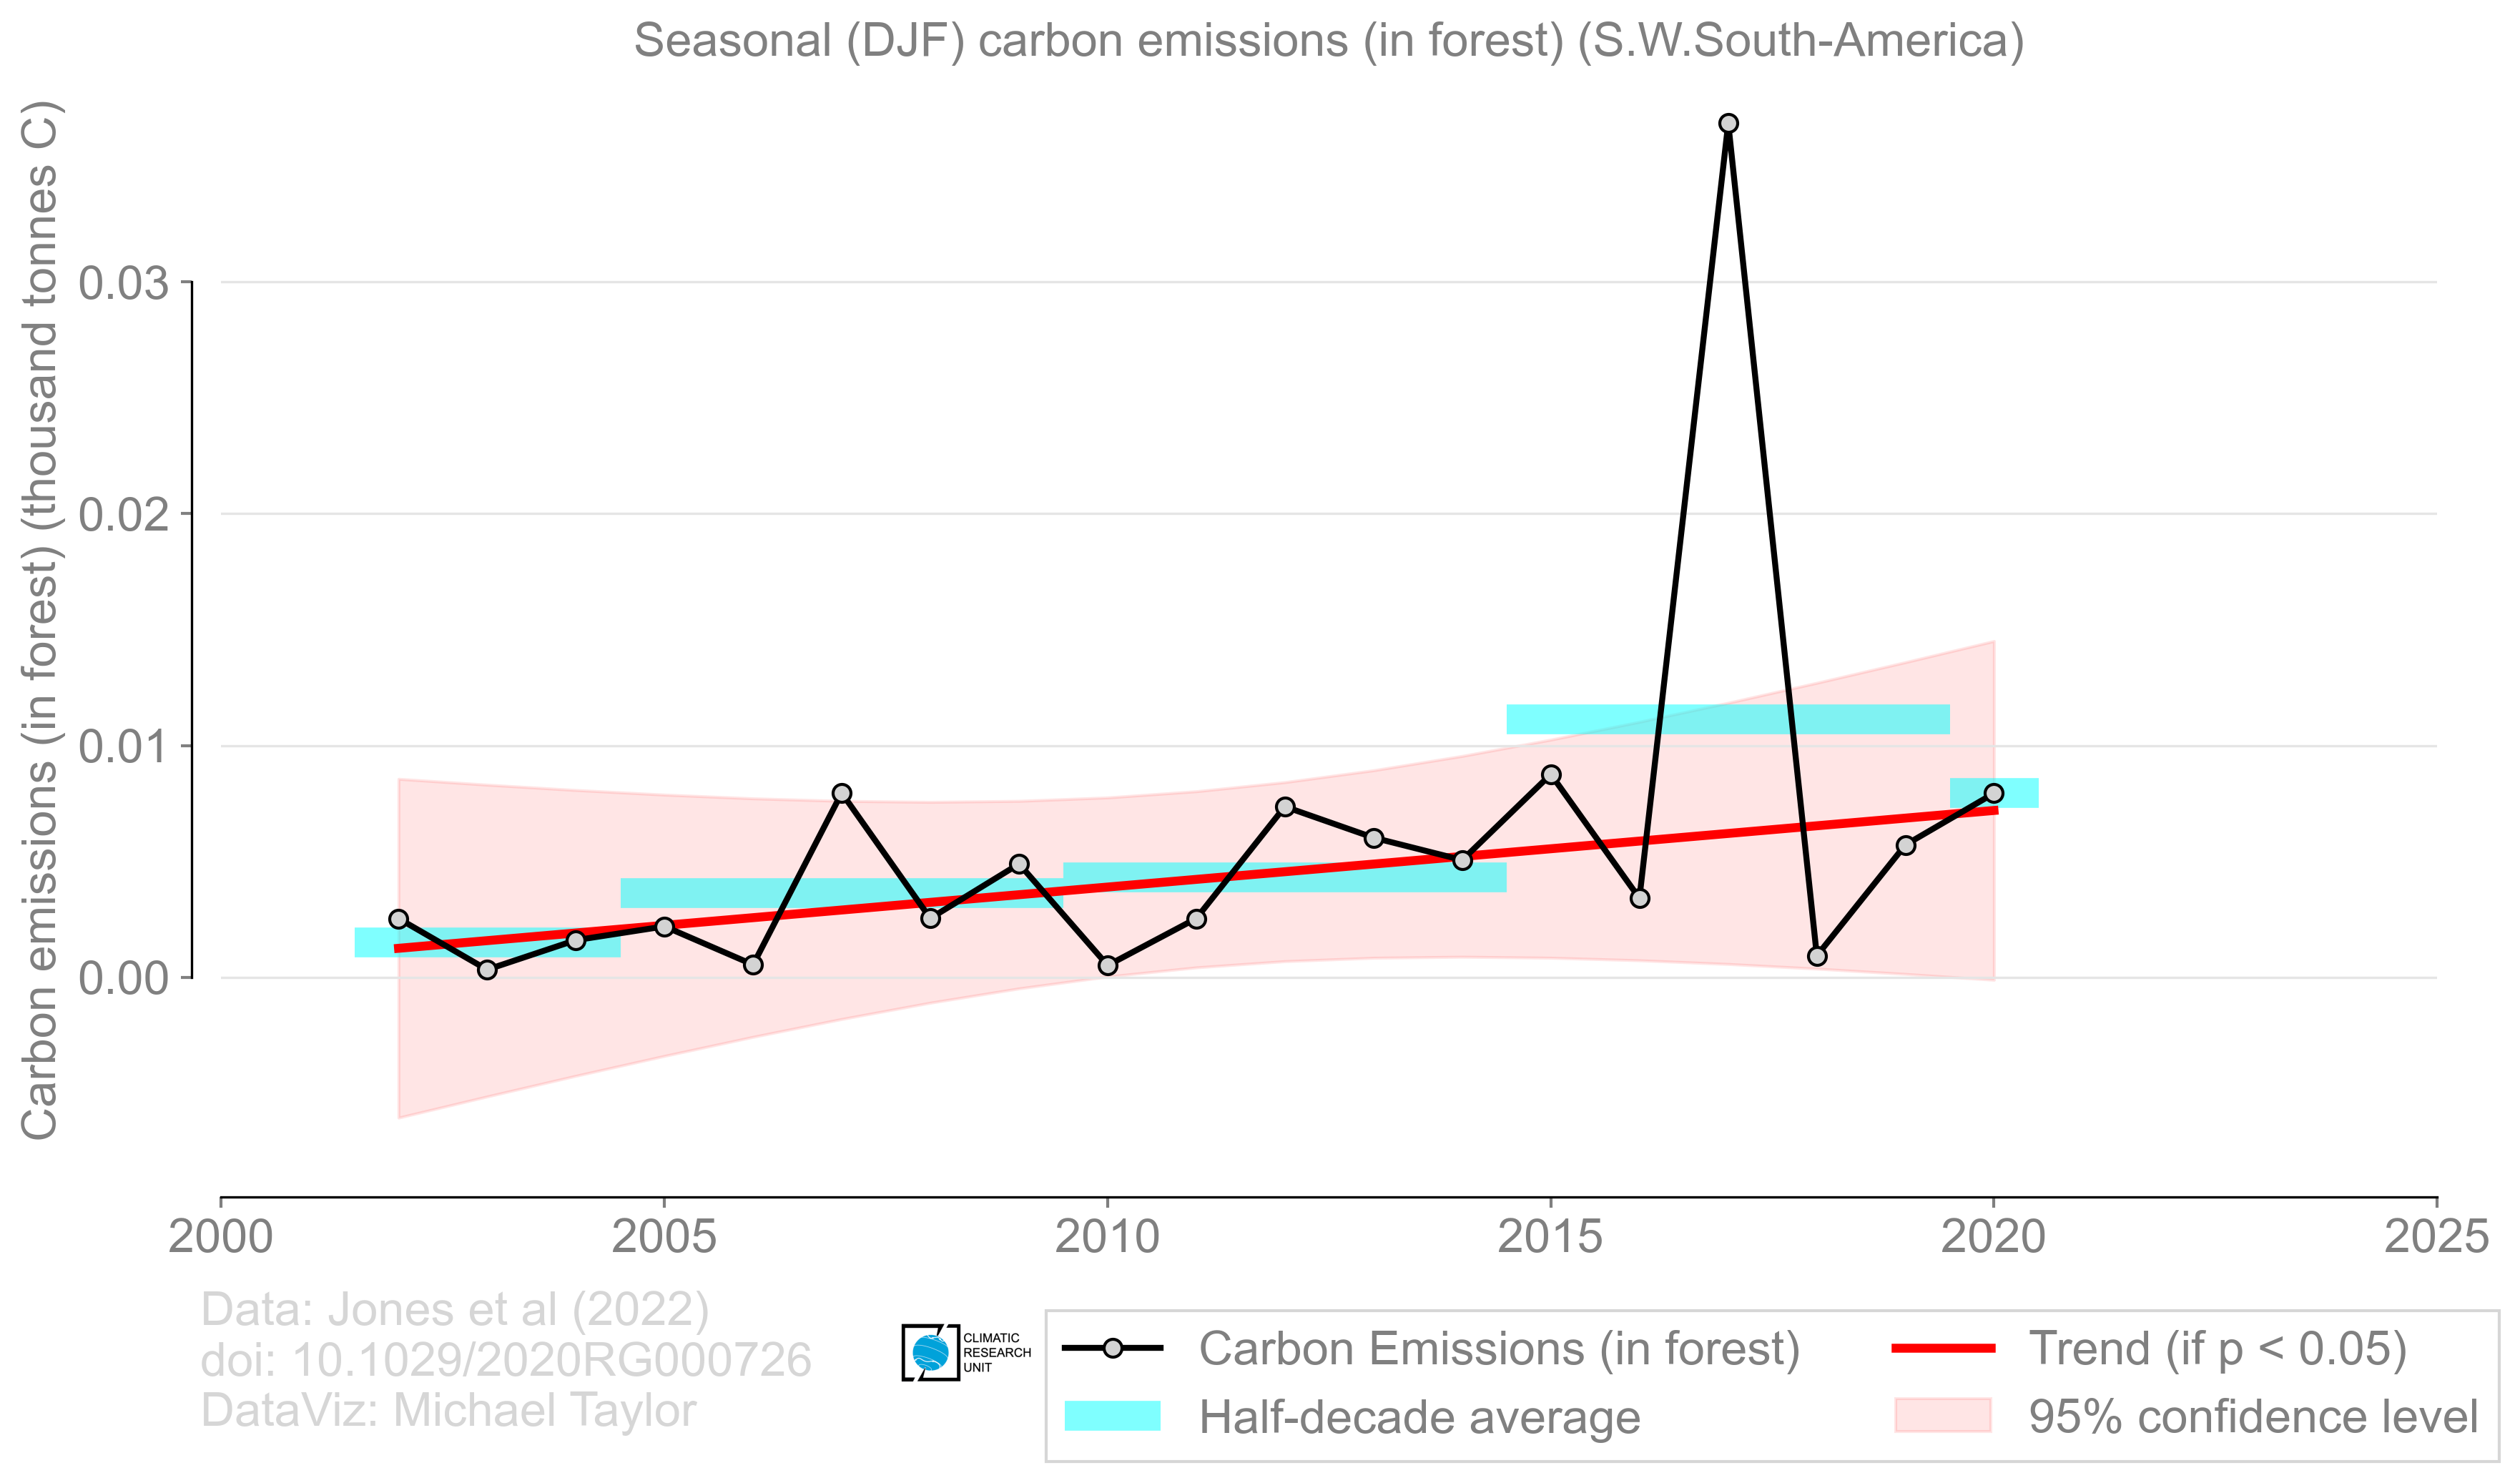 Seasonal (DJF) carbon emissions (in forest) (S.W.South-America)
Carbon emissions (in forest) (thousand tonnes C)
0.03
0.02
0.01
0.00
2000 2005 2010 2015 2020 2025
Data: Jones et al (2022)
doi: 10.1029/2020RG000726
DataViz: Michael Taylor
CLIMATIC
RESEARCH
UNIT
Carbon Emissions (in forest)
Half-decade average
Trend (if p < 0.05)
95% confidence level